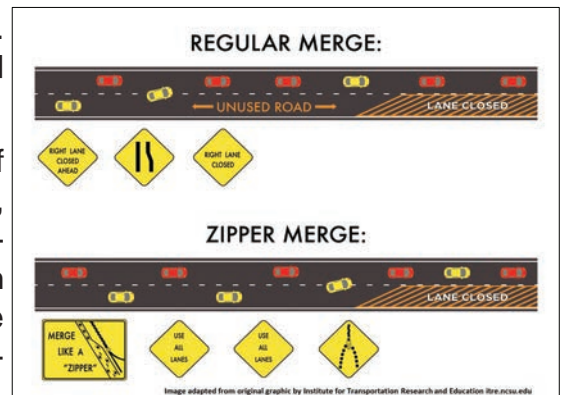 REGULAR MERGE:
UNUSED ROAD
LANE CLOSED
RIGHT LANE
CLOSED
AHEAD
RIGHT LANE
CLOSED
ZIPPER MERGE:
LANE CLOSED
MERGE
LIKE A
"ZIPPER"
USE
ALL
LANES
USE
ALL
LANES
Image adapted from original graphic by Institute for Transportation Research and Education itre.ncsu.edu